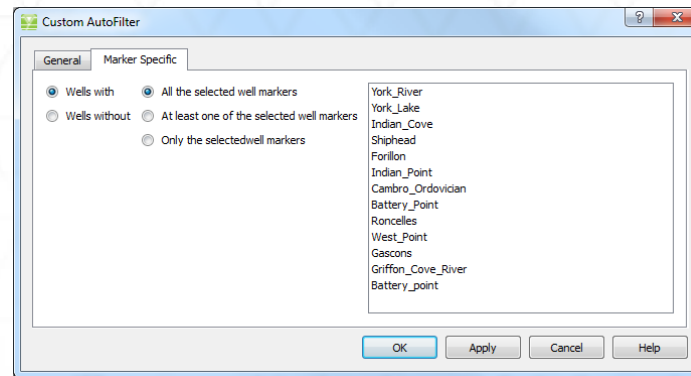 Custom AutoFilter
?
X
General
Marker Specific
Wells with
Wells without
All the selected well markers
At least one of the selected well markers
Only the selectedwell markers
York_River
York_Lake
Indian_Cove
Shiphead
Forillon
Indian_Point
Cambro_Ordovician
Battery_Point
Roncelles
West_Point
Gascons
Griffon_Cove_River
Battery_point
OK
Apply
Cancel
Help